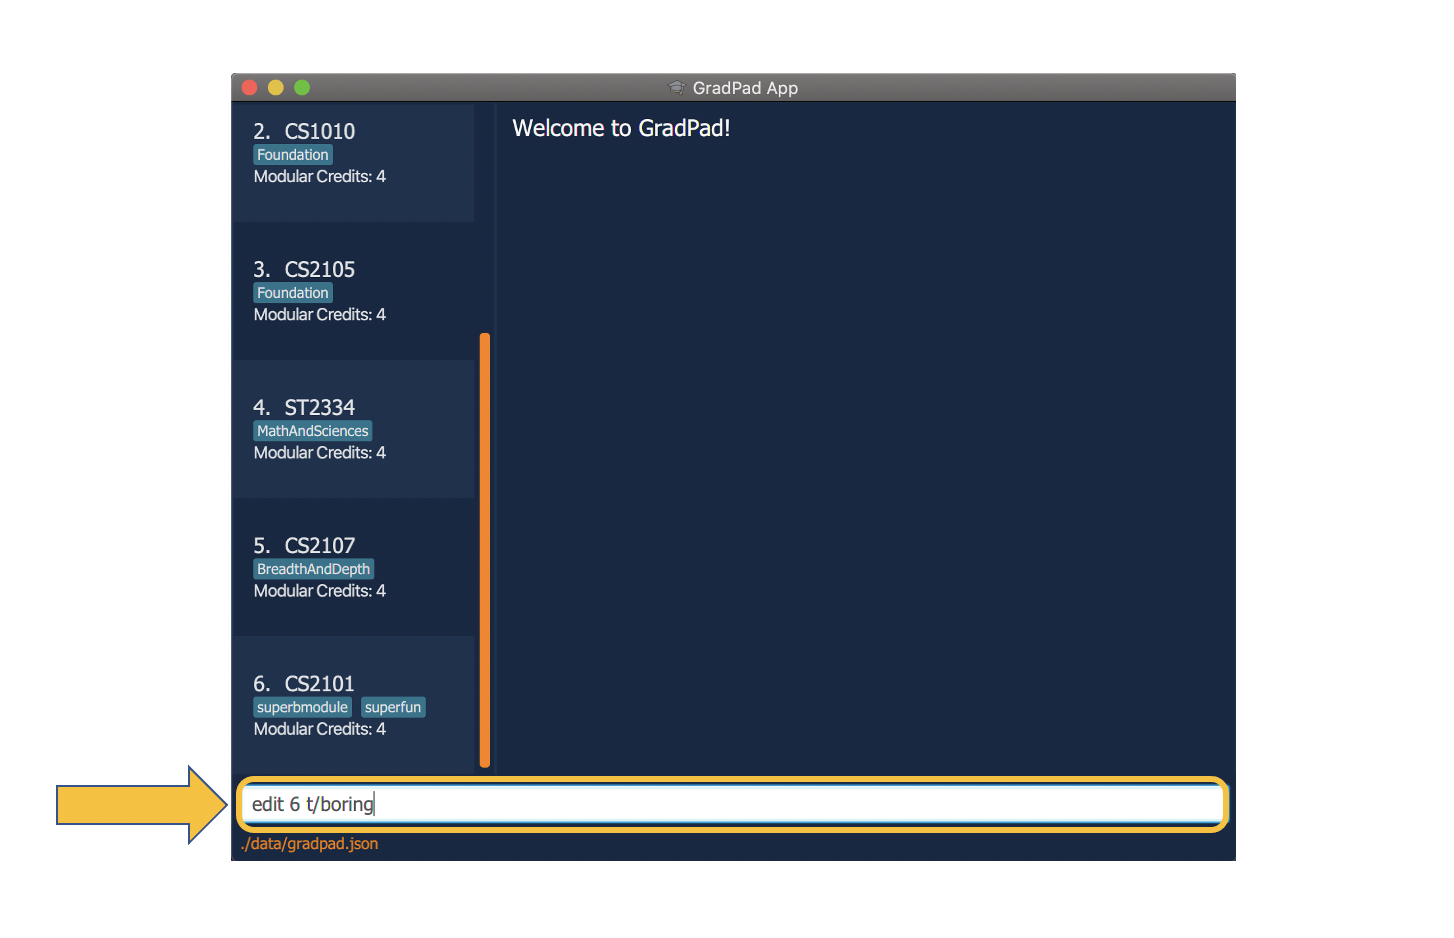 GradPad App
2. CS1010
Foundation
Modular Credits: 4
3. CS2105
Foundation
Modular Credits: 4
4. ST2334
MathAndSciences
Modular Credits: 4
5. CS2107
BreadthAndDepth
Modular Credits: 4
6. CS2101
superbmodule superfun
Modular Credits: 4
Welcome to GradPad!
edit 6 t/boring
./data/gradpad.json